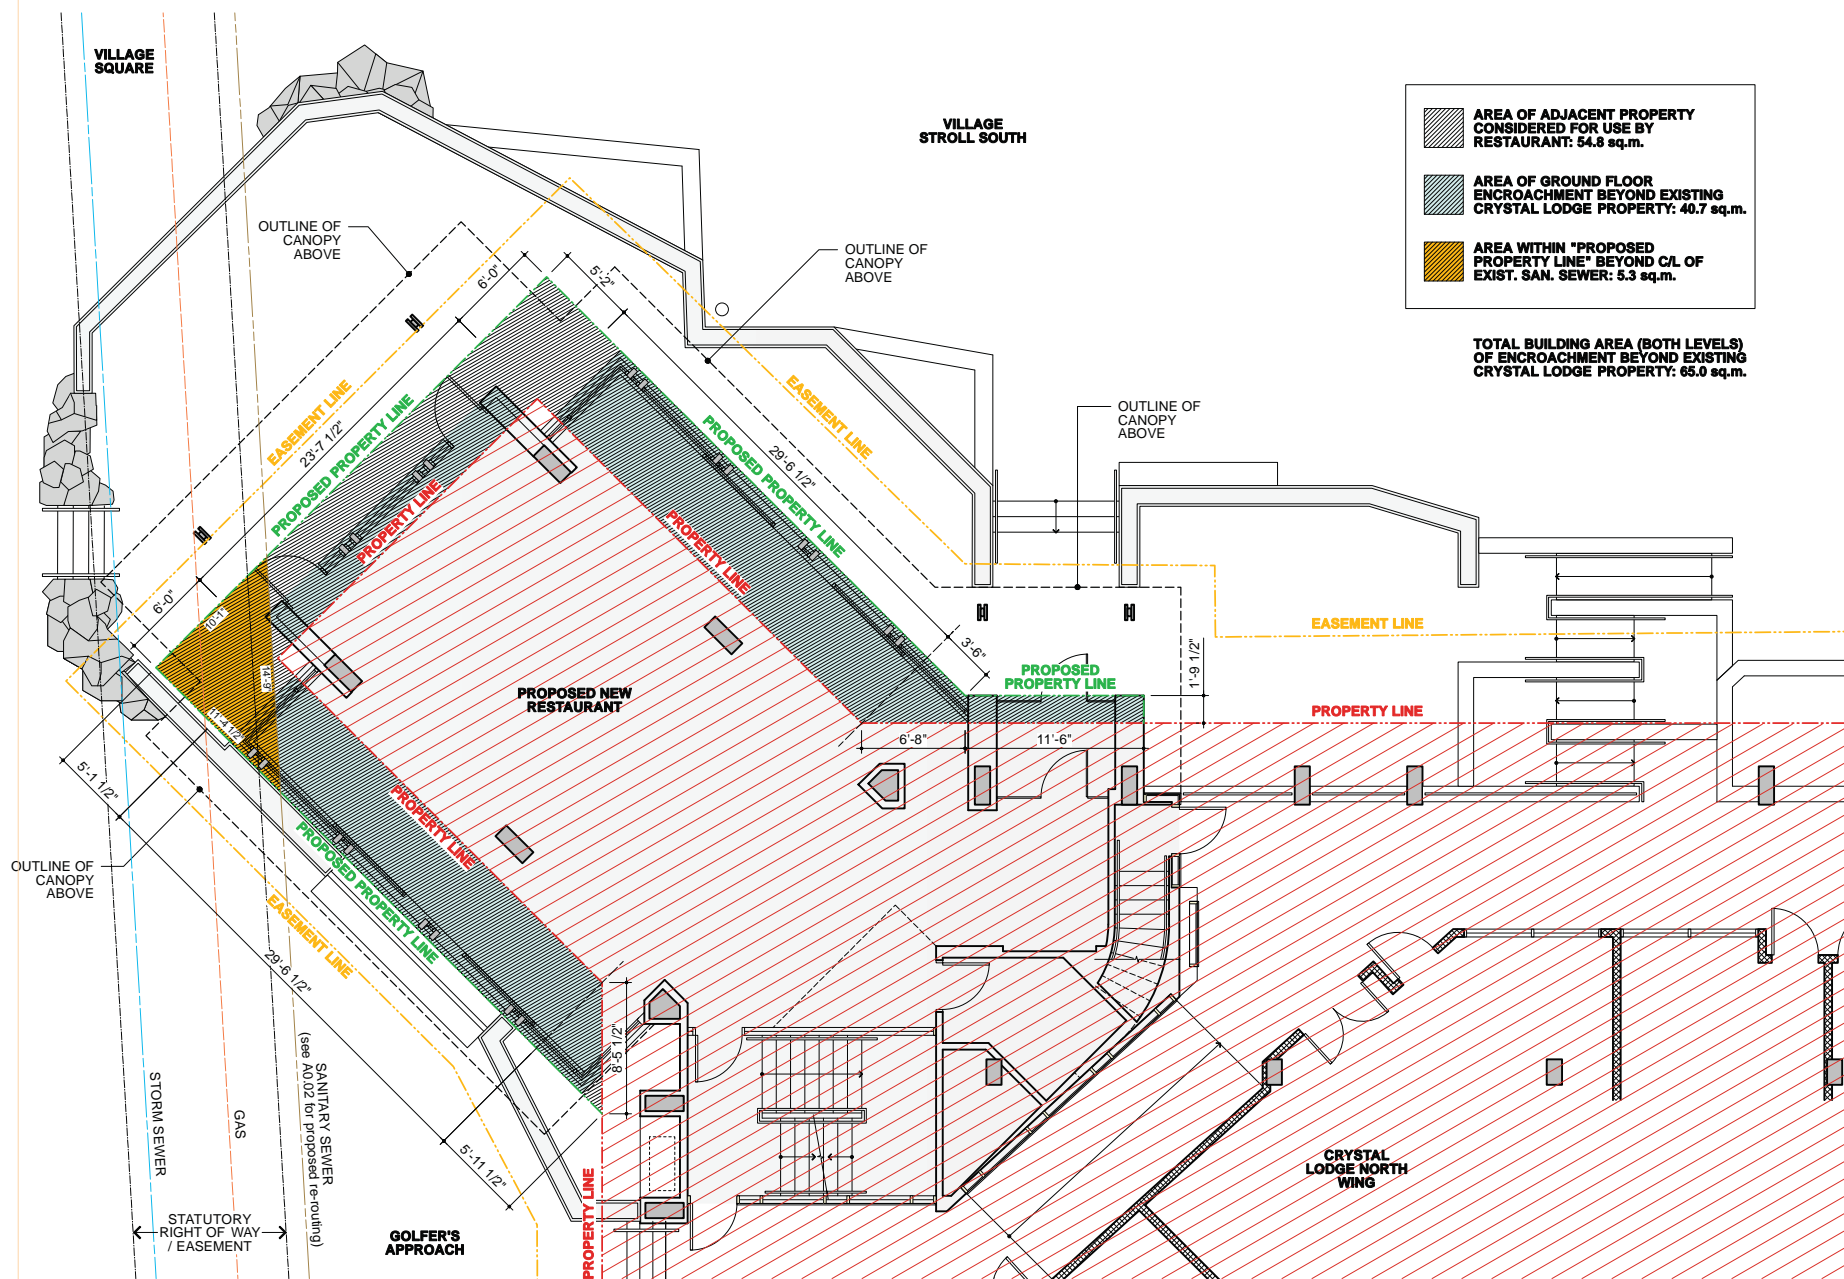 VILLAGE
SQUARE
VILLAGE
STROLL SOUTH
AREA OF ADJACENT PROPERTY
CONSIDERED FOR USE BY
RESTAURANT: 54.8 sq.m.
AREA OF GROUND FLOOR
ENCROACHMENT BEYOND EXISTING
CRYSTAL LODGE PROPERTY: 40.7 sq.m.
AREA WITHIN "PROPOSED
PROPERTY LINE" BEYOND C/L OF
EXIST. SAN. SEWER: 5.3 sq.m.
TOTAL BUILDING AREA (BOTH LEVELS)
OF ENCROACHMENT BEYOND EXISTING
CRYSTAL LODGE PROPERTY: 65.0 sq.m.
OUTLINE OF
CANOPY
ABOVE
OUTLINE OF
CANOPY
ABOVE
OUTLINE OF
CANOPY
ABOVE
6'-0"
5'-2"
EASEMENT LINE
23'-7 1/2"
PROPOSED PROPERTY LINE
PROPERTY LINE
EASEMENT LINE
PROPOSED PROPERTY LINE
29'-6 1/2"
PROPERTY LINE
6'-0"
10'-1"
14'-9"
11'-4 1/2"
3'-6"
PROPOSED
PROPERTY LINE
1'-9 1/2"
EASEMENT LINE
PROPERTY LINE
PROPOSED NEW
RESTAURANT
6'-8"
11'-6"
5'-1 1/2"
OUTLINE OF
CANOPY
ABOVE
PROPERTY LINE
PROPOSED PROPERTY LINE
EASEMENT LINE
29'-6 1/2"
8'-5 1/2"
5'-11 1/2"
STORM SEWER
GAS
SANITARY SEWER
(see A0.02 for proposed re-routing)
STATUTORY
RIGHT OF WAY
/ EASEMENT
GOLFER'S
APPROACH
PROPERTY LINE
CRYSTAL
LODGE NORTH
WING